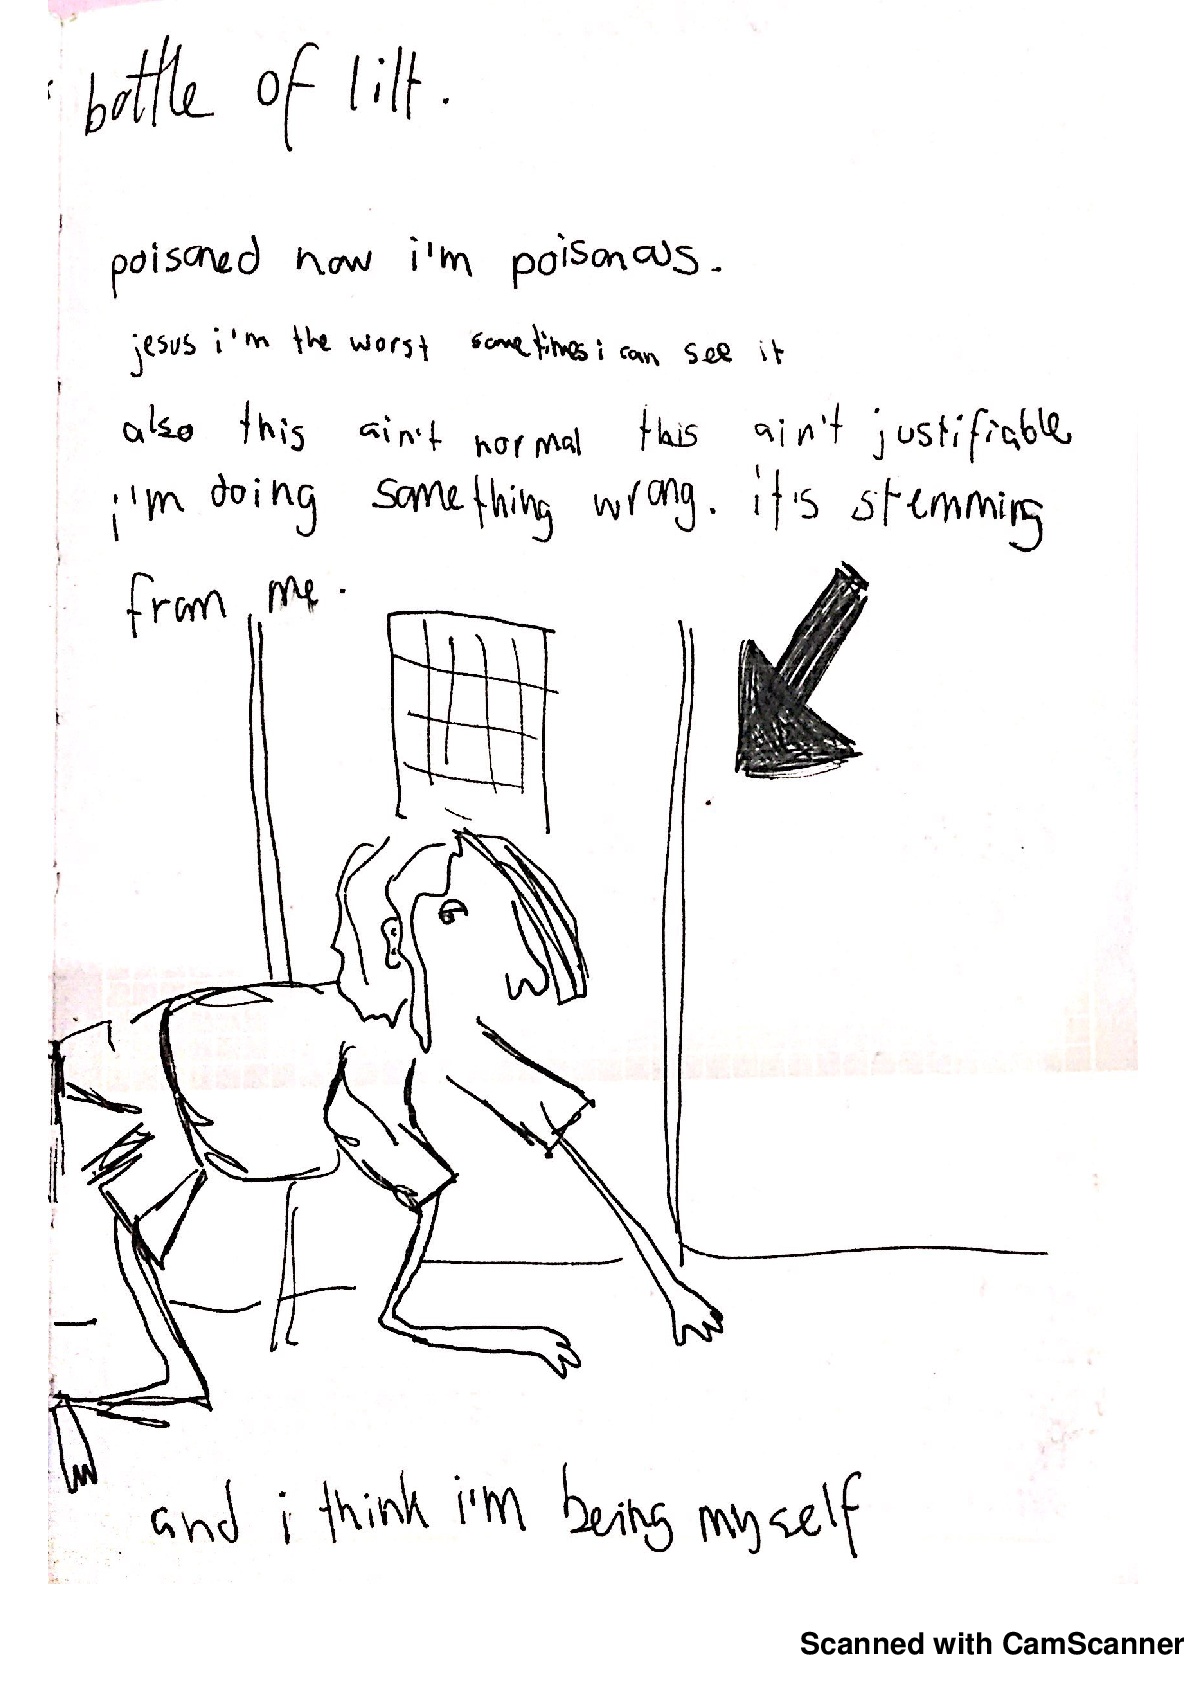 bottle of lilt.
poisoned now i'm poisonous.
jesus i'm the worst sometimes i can see it
also this ain't normal this ain't justifiable
i'm doing something wrong. it's stemming
from me.
and i think i'm being myself
Scanned with CamScanner